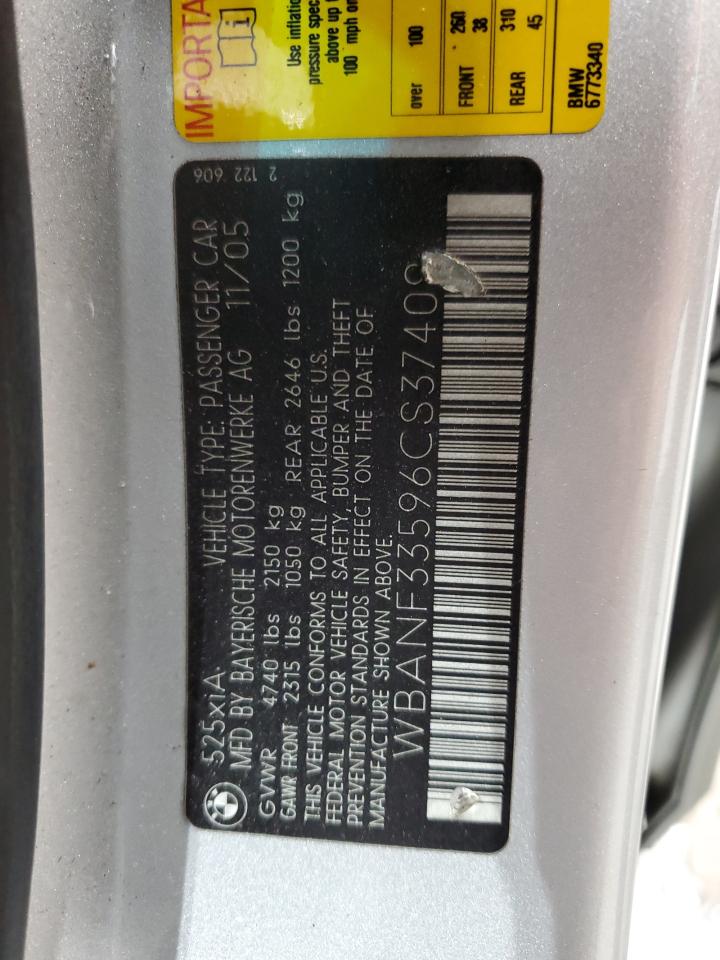 IMPORTA
Use inflatio
pressure spec
above up t
100 mph or
over 100
FRONT 260 38
REAR 310 45
BMW
6773340
2 122 606
525xiA VEHICLE TYPE: PASSENGER CAR
MFD BY BAYERISCHE MOTORENWERKE AG 11/05
GVWR 4740 lbs 2150 kg
GAWR FRONT 2315 lbs 1050 kg REAR 2646 lbs 1200 kg
THIS VEHICLE CONFORMS TO ALL APPLICABLE U.S.
FEDERAL MOTOR VEHICLE SAFETY, BUMPER AND THEFT
PREVENTION STANDARDS IN EFFECT ON THE DATE OF
MANUFACTURE SHOWN ABOVE.